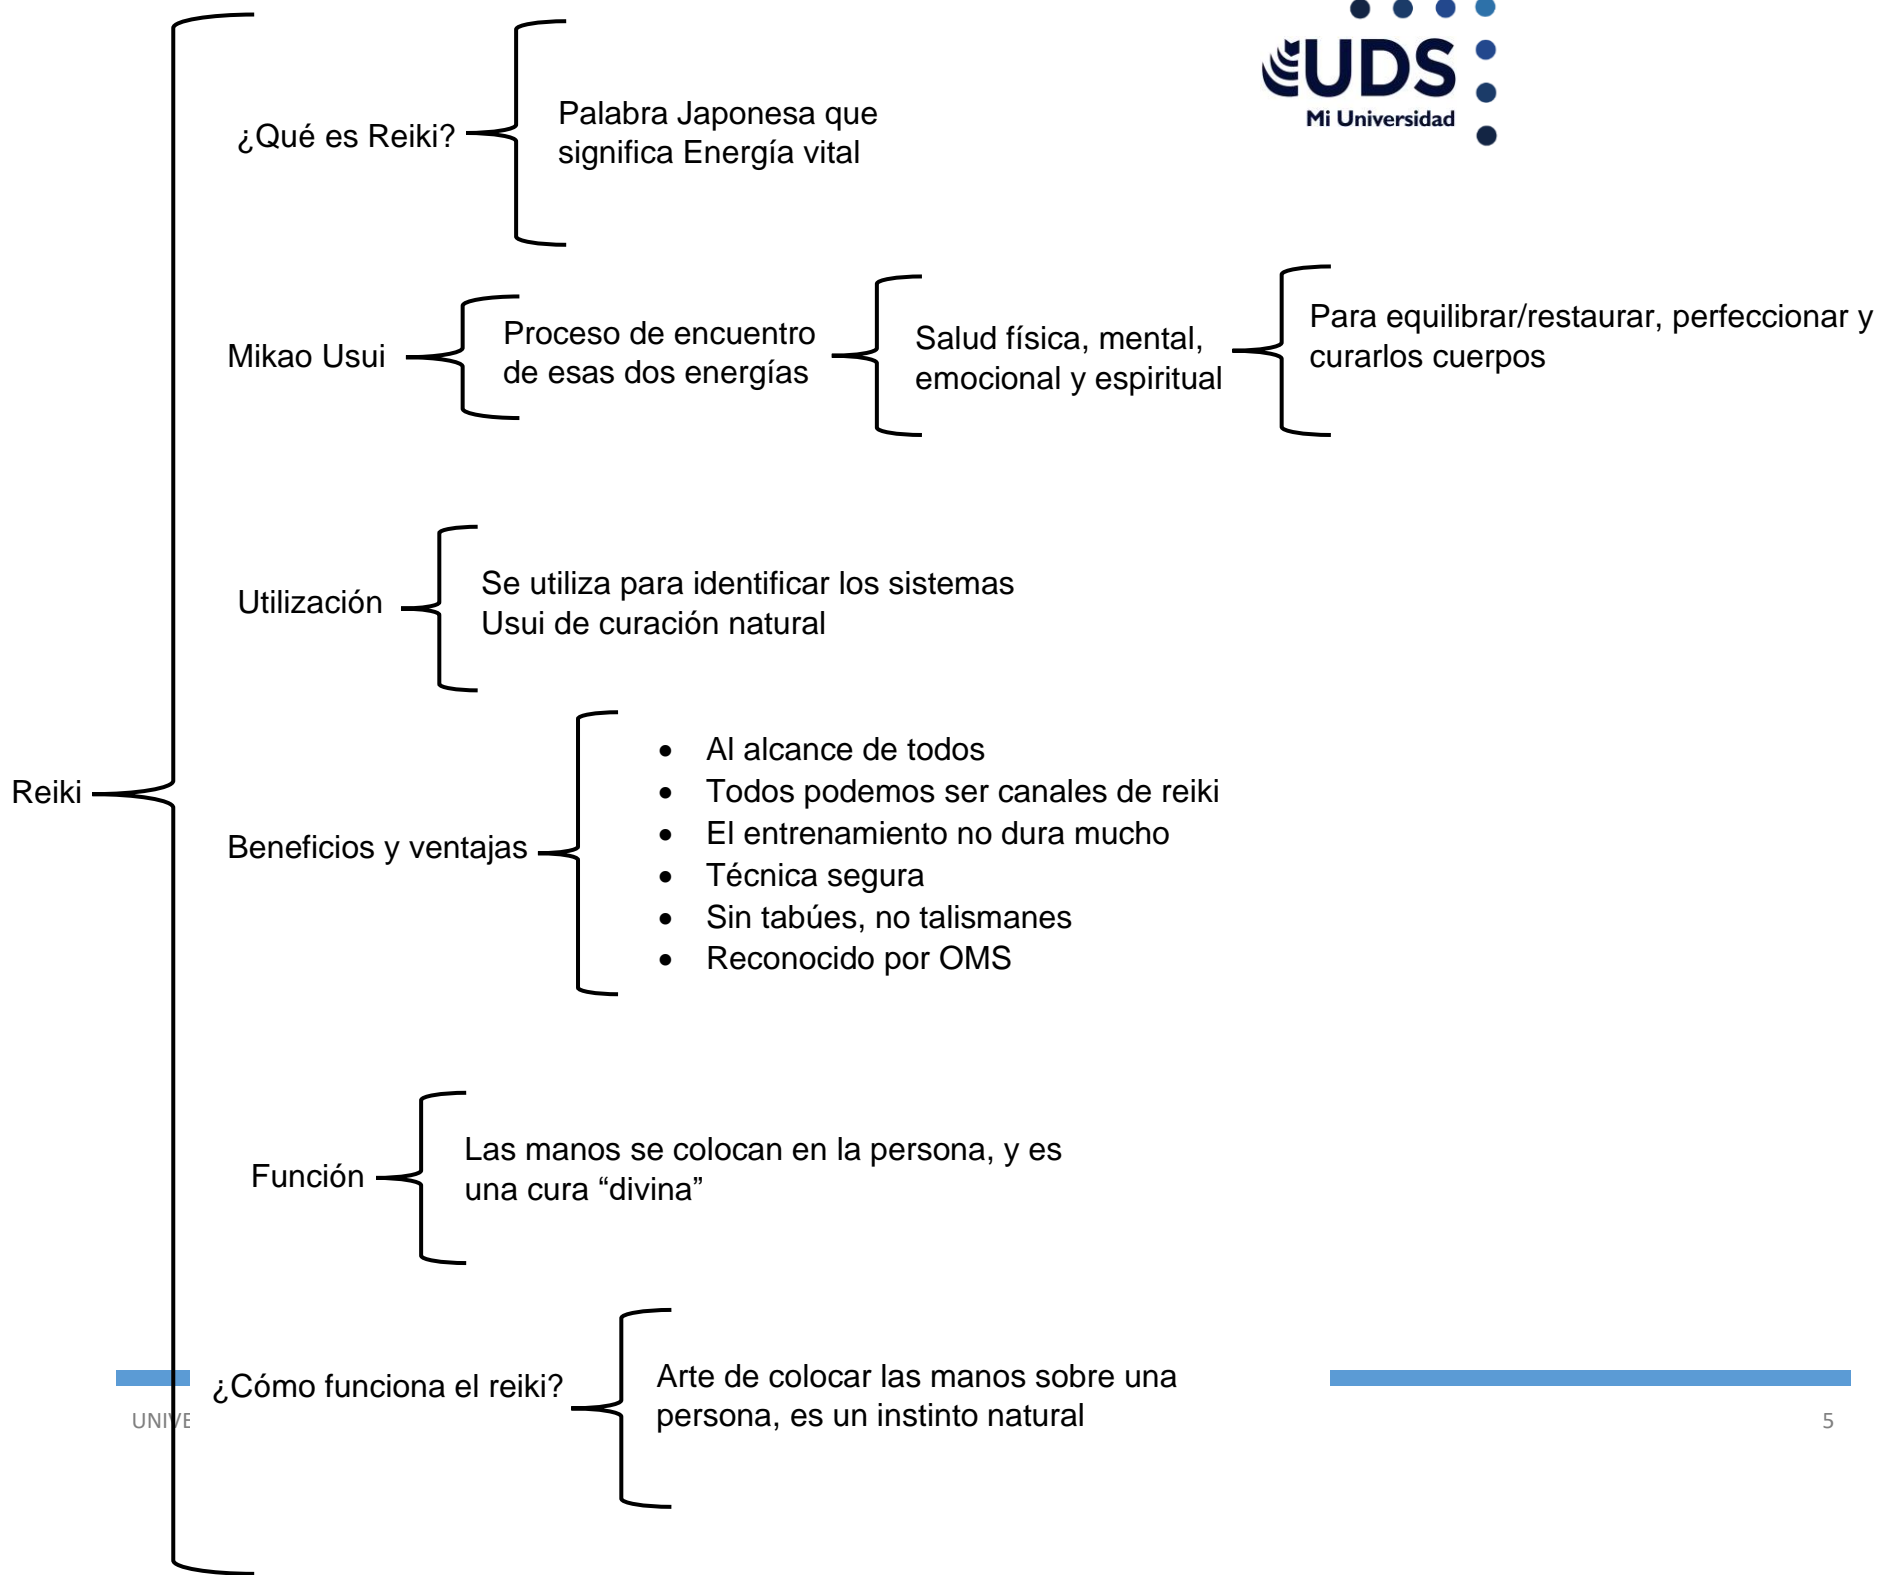 UDS
Mi Universidad
¿Qué es Reiki?
Palabra Japonesa que
significa Energía vital
Mikao Usui
Proceso de encuentro
de esas dos energías
Salud física, mental,
emocional y espiritual
Para equilibrar/restaurar, perfeccionar y
curarlos cuerpos
Utilización
Se utiliza para identificar los sistemas
Usui de curación natural
Reiki
Beneficios y ventajas
• Al alcance de todos
• Todos podemos ser canales de reiki
• El entrenamiento no dura mucho
• Técnica segura
• Sin tabúes, no talismanes
• Reconocido por OMS
Función
Las manos se colocan en la persona, y es
una cura “divina”
¿Cómo funciona el reiki?
Arte de colocar las manos sobre una
persona, es un instinto natural
UNIVE
5